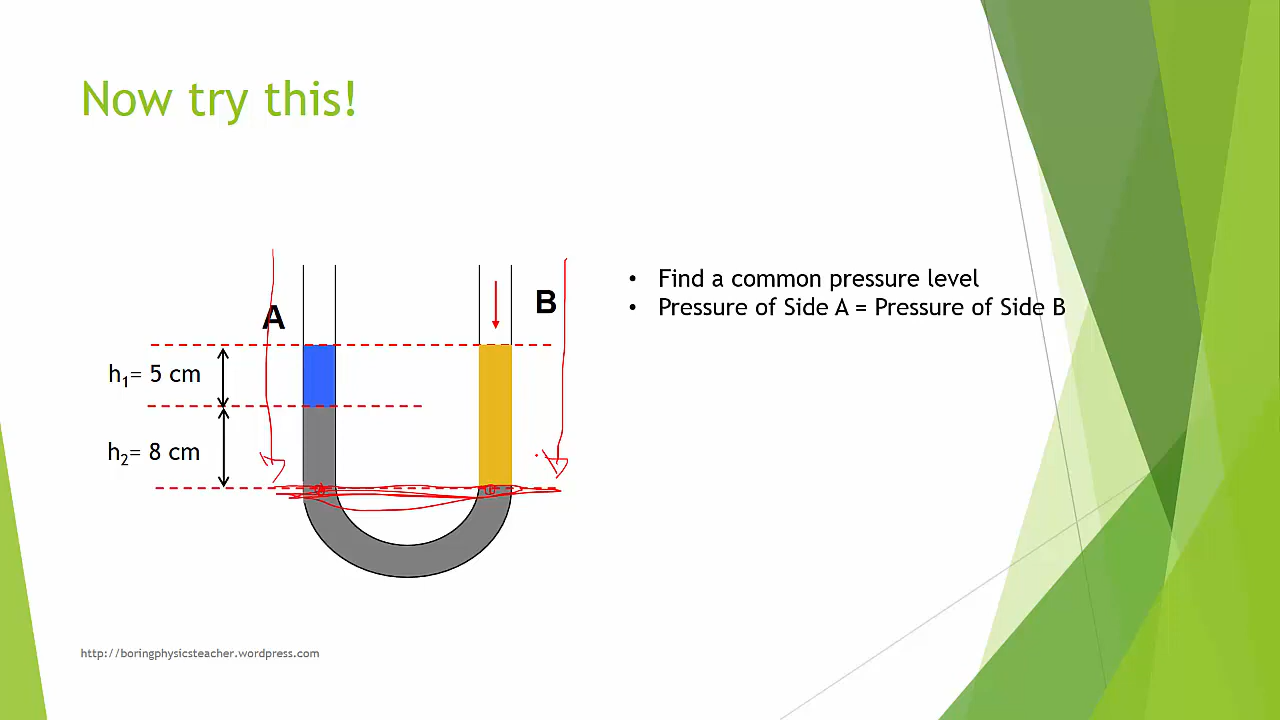 Now try this!
A
B
h₁= 5 cm
h₂= 8 cm
• Find a common pressure level
• Pressure of Side A = Pressure of Side B
http://boringphysicsteacher.wordpress.com